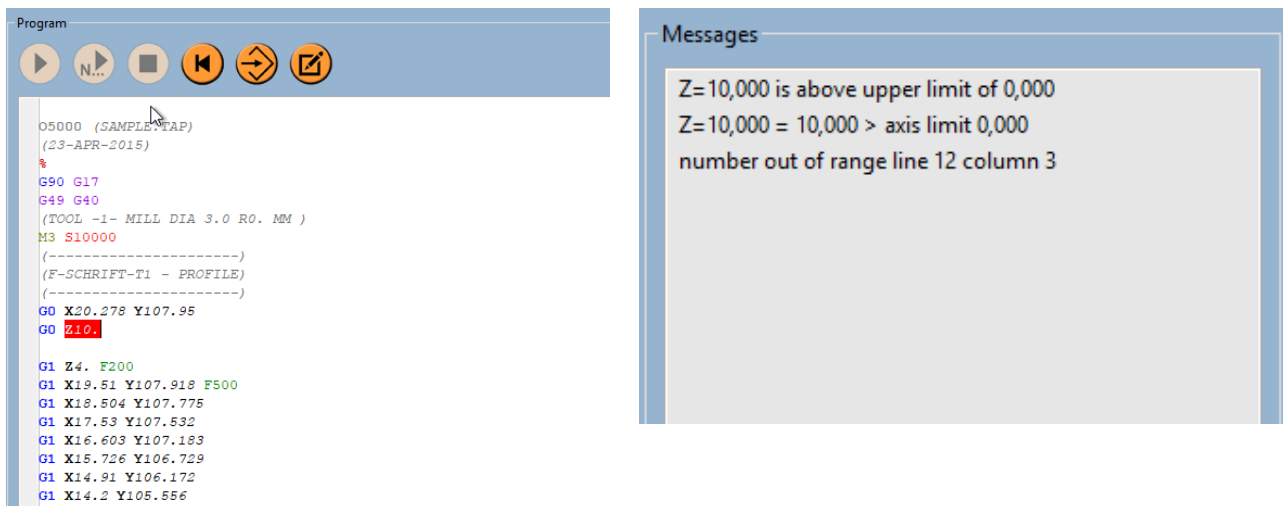 Program
N...
O5000 (SAMPLE.TAP)
(23-APR-2015)
%
G90 G17
G49 G40
(TOOL -1- MILL DIA 3.0 R0. MM )
M3 S10000
(----------------------)
(F-SCHRIFT-T1 - PROFILE)
(----------------------)
G0 X20.278 Y107.95
G0 Z10.
G1 Z4. F200
G1 X19.51 Y107.918 F500
G1 X18.504 Y107.775
G1 X17.53 Y107.532
G1 X16.603 Y107.183
G1 X15.726 Y106.729
G1 X14.91 Y106.172
G1 X14.2 Y105.556
Messages
Z=10,000 is above upper limit of 0,000
Z=10,000 = 10,000 > axis limit 0,000
number out of range line 12 column 3